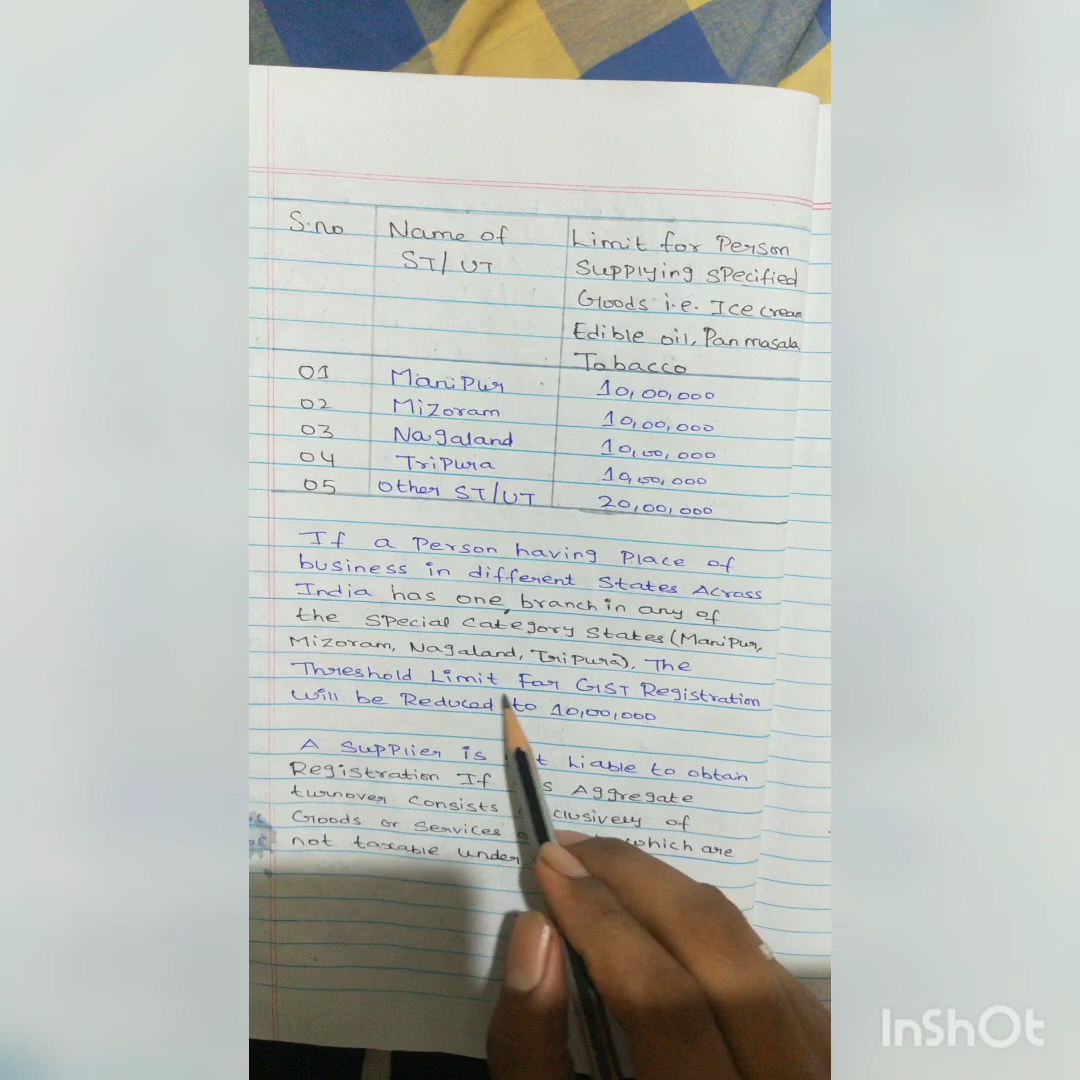 S.no Name of ST/UT Limit for Person
Supplying Specified
Goods i.e. Ice cream
Edible oil, Pan masala
Tobacco
01 Manipur 10,00,000
02 Mizoram 10,00,000
03 Nagaland 10,00,000
04 Tripura 10,00,000
05 Other ST/UT 20,00,000
If a Person having Place of
business in different States Across
India has one branch in any of
the Special Category States (Manipur,
Mizoram, Nagaland, Tripura), The
Threshold Limit For GST Registration
will be Reduced to 10,00,000
A Supplier is Liable to obtain
Registration If Aggregate
turnover consists of
Goods or Services which are
not taxable under
InShOt